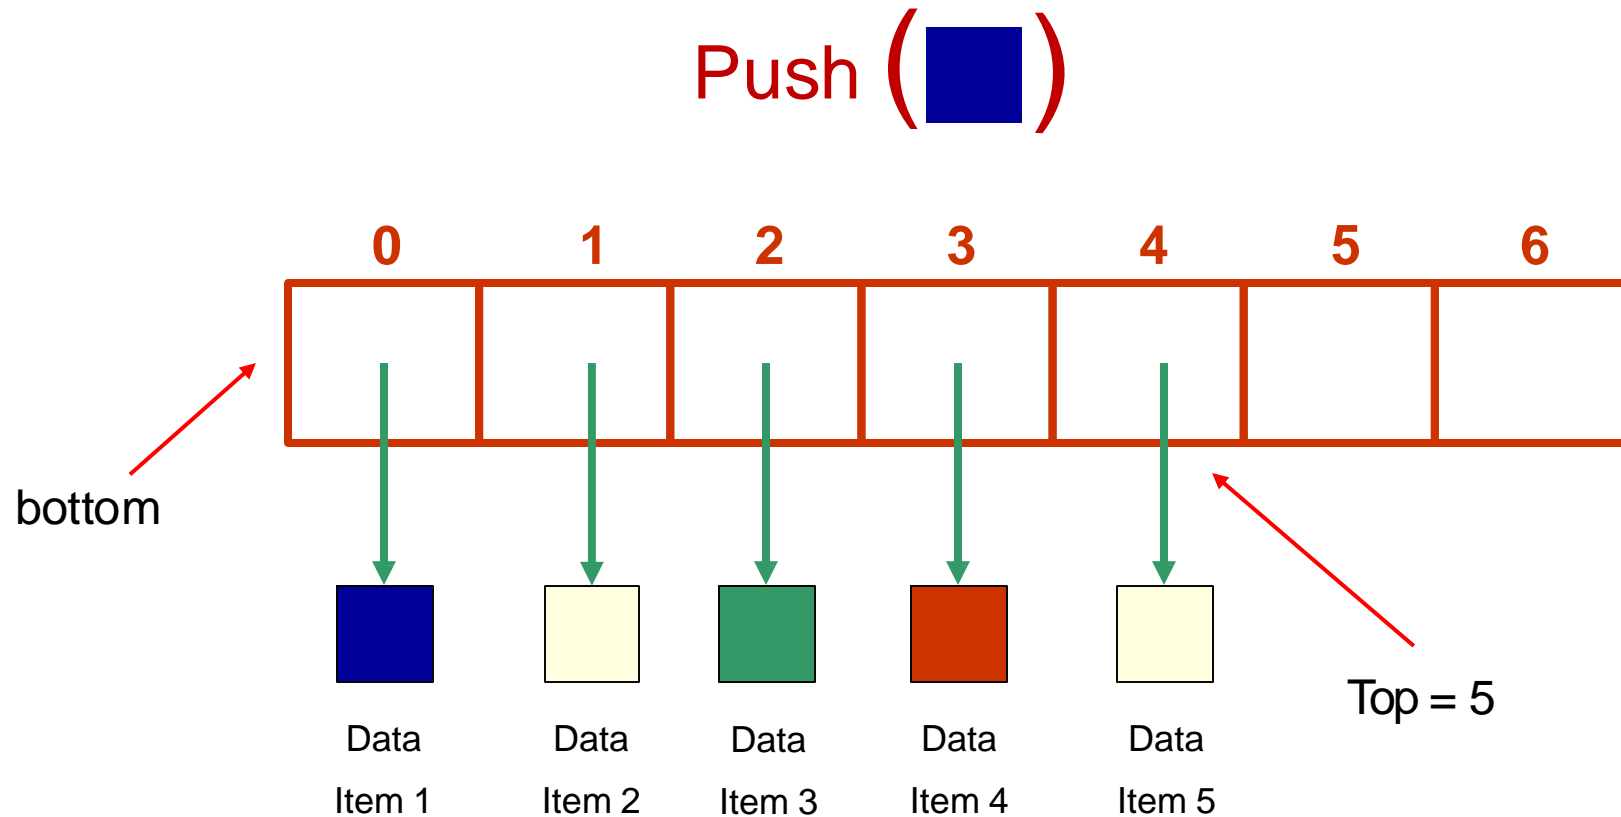 Push ( )
0 1 2 3 4 5 6
bottom
Top = 5
Data Data Data Data Data
Item 1 Item 2 Item 3 Item 4 Item 5